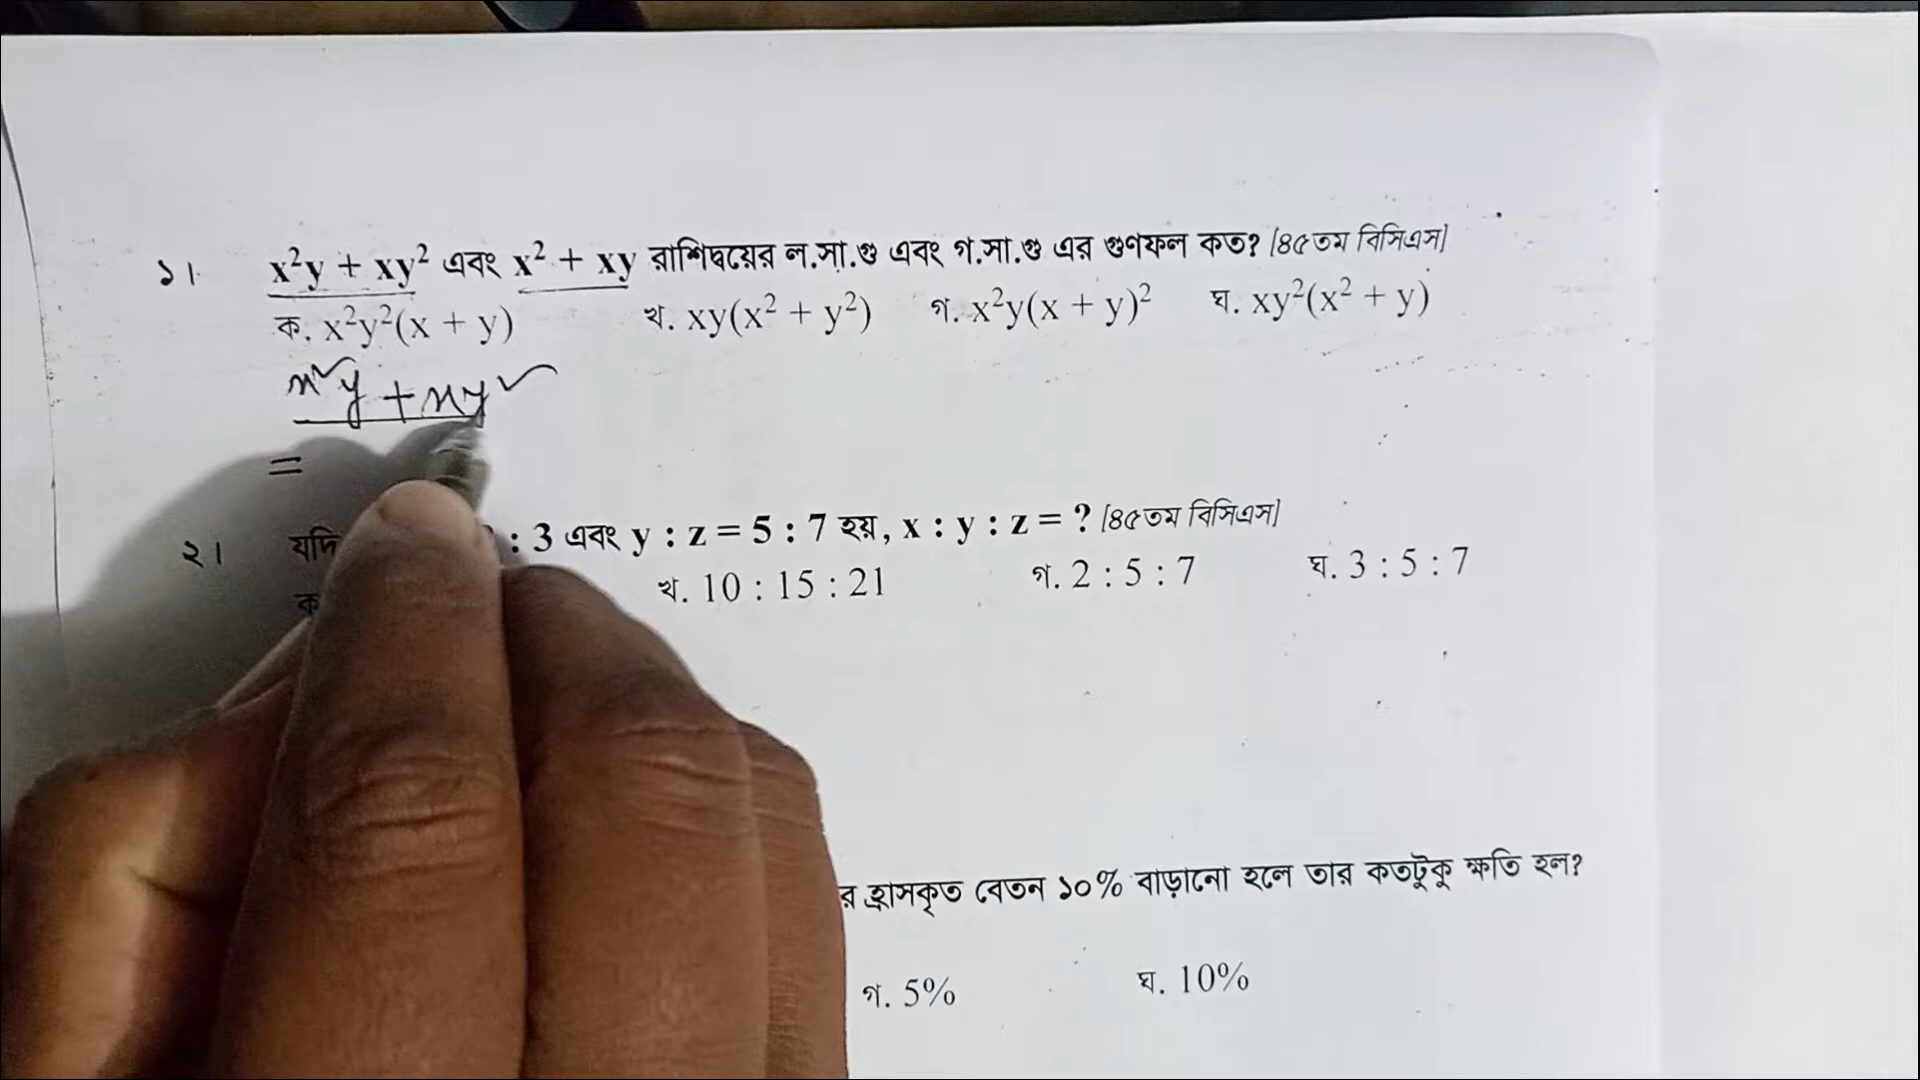 ১। x²y + xy² এবং x² + xy রাশিদ্বয়ের ল.সা.গু এবং গ.সা.গু এর গুণফল কত? [৪৫তম বিসিএস]
ক. x²y²(x + y) খ. xy(x² + y²) গ. x²y(x + y)² ঘ. xy²(x² + y)
x²y + xy²
=
২। যদি : 3 এবং y : z = 5 : 7 হয়, x : y : z = ? [৪৫তম বিসিএস]
ক খ. 10 : 15 : 21 গ. 2 : 5 : 7 ঘ. 3 : 5 : 7
র হ্রাসকৃত বেতন ১০% বাড়ানো হলে তার কতটুকু ক্ষতি হল?
গ. 5% ঘ. 10%